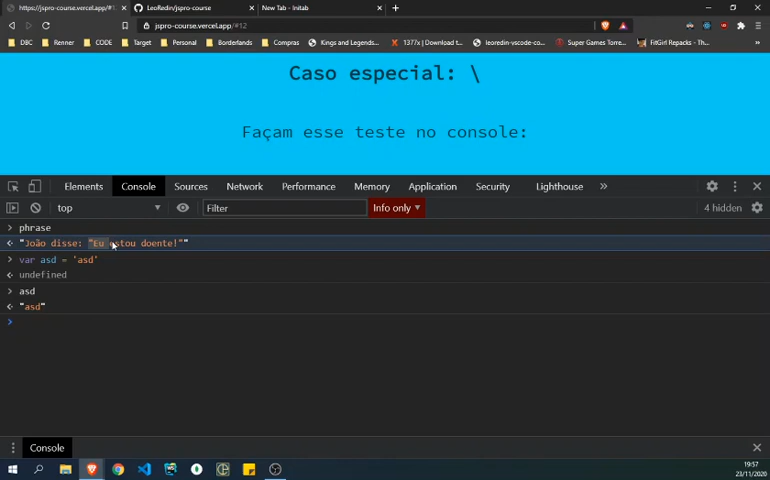 https://jspro-course.vercel.app/#1
LeoRedin/jspro-course
New Tab - Initab
jspro-course.vercel.app/#12
DBC
Renner
CODE
Target
Personal
Borderlands
Compras
Kings and Legends...
1377x | Download t...
leoredin-vscode-co...
Super Games Torre...
FitGirl Repacks - Th...
Caso especial: \
Façam esse teste no console:
Elements
Console
Sources
Network
Performance
Memory
Application
Security
Lighthouse
top
Filter
Info only
4 hidden
phrase
"João disse: "Eu estou doente!""
var asd = 'asd'
undefined
asd
"asd"
Console
19:57
23/11/2020